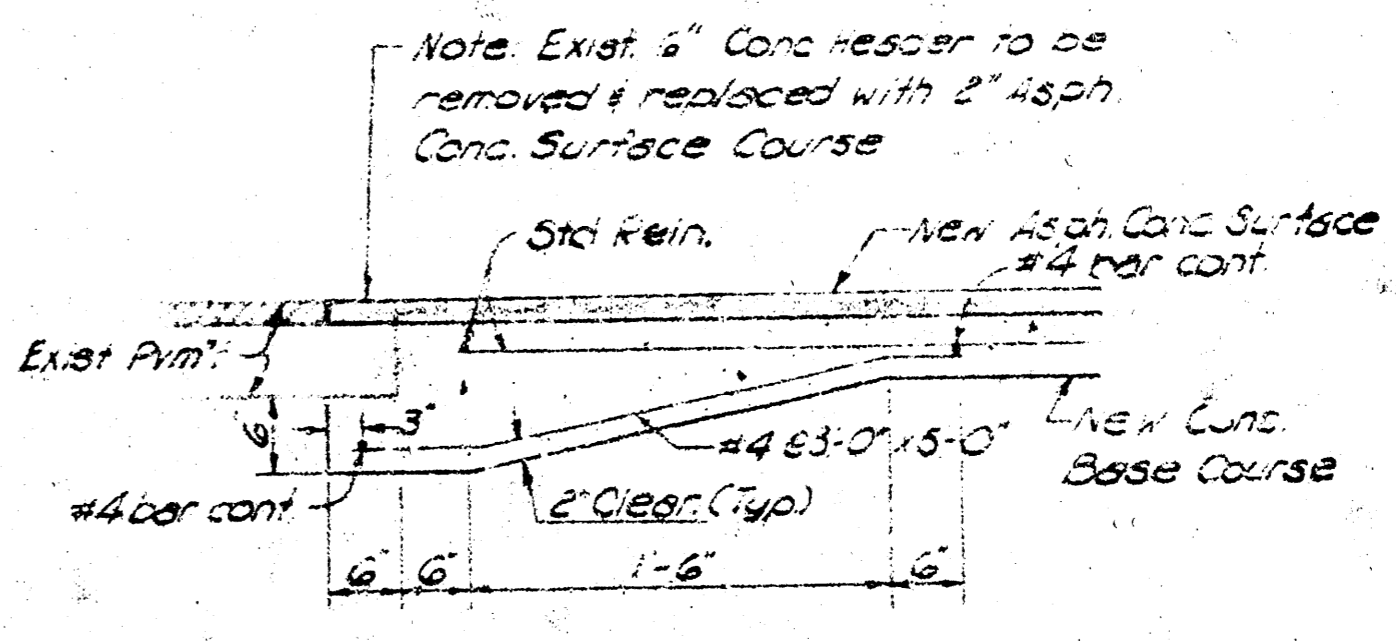 Note: Exist. 6" Conc Header to be
removed & replaced with 2" Asph.
Conc. Surface Course
Std Rein.
New Asph. Conc. Surface
#4 bar cont.
Exist Pvm't.
6"
3"
#4 @3'-0" x 5'-0"
New Conc.
Base Course
#4 bar cont
2" Clear. (Typ.)
6" 6" 1'-6" 6"